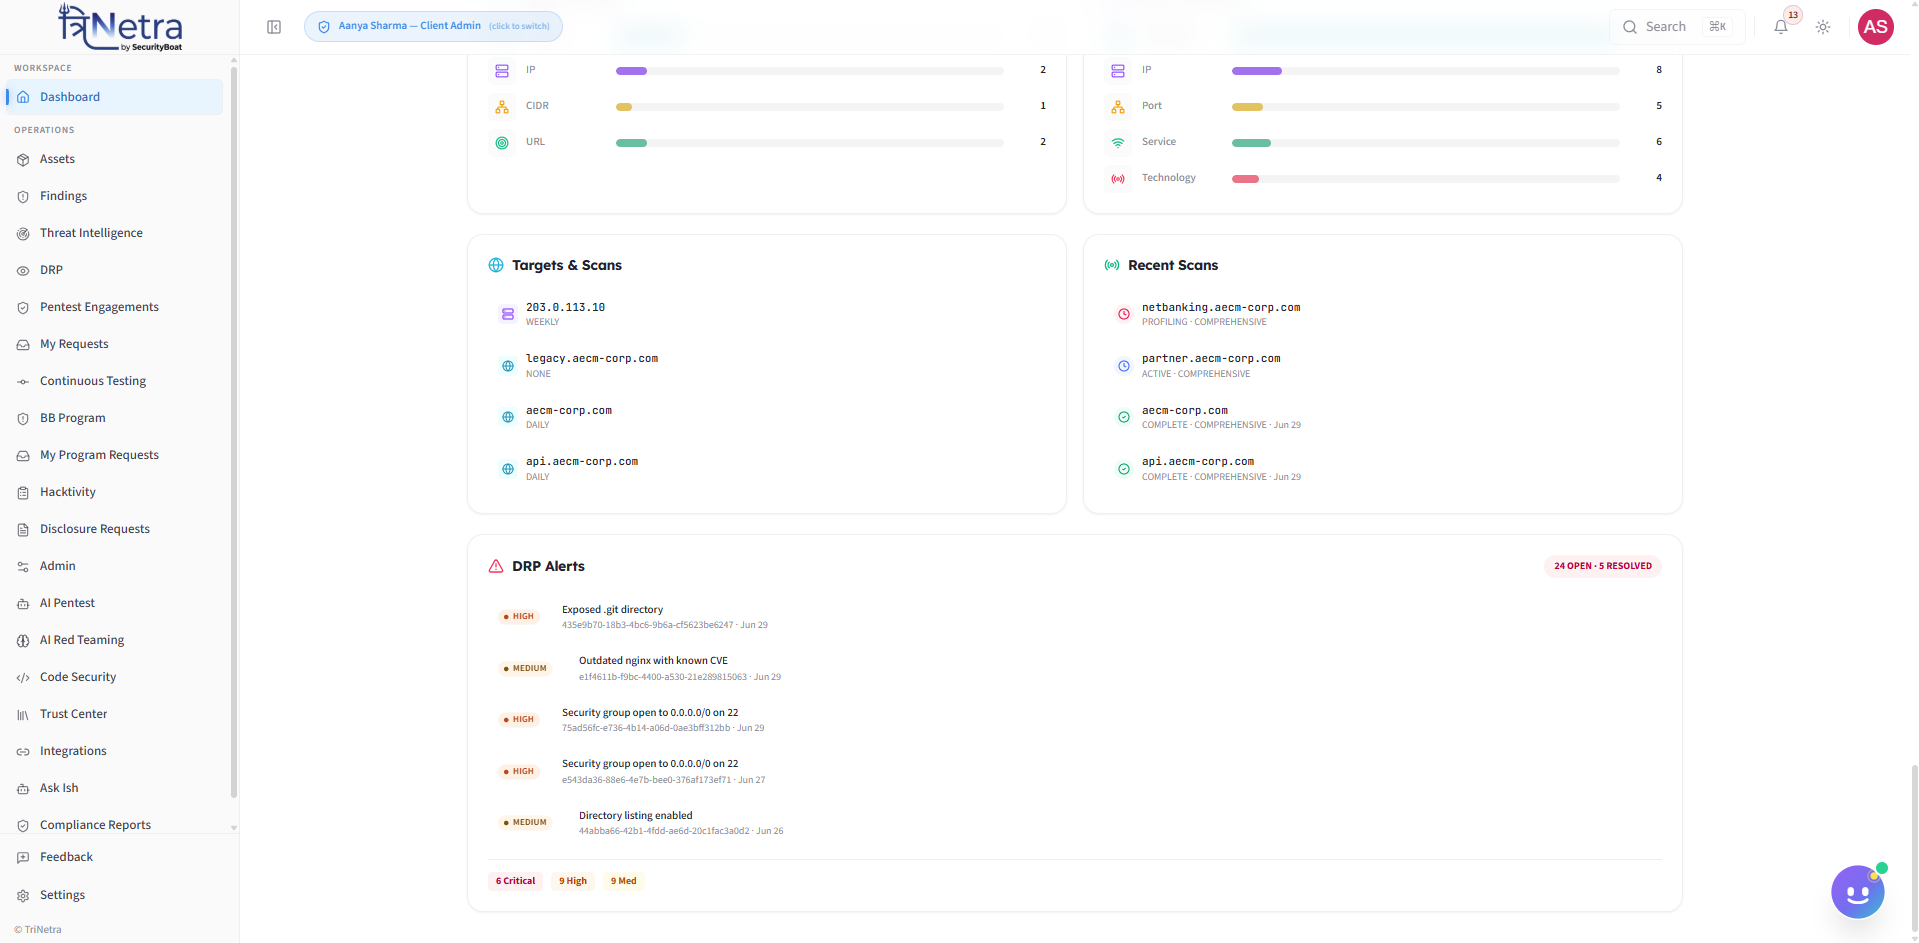 त्रिNetra
by SecurityBoat
Aanya Sharma — Client Admin (click to switch)
Search ⌘K
13
AS
WORKSPACE
Dashboard
OPERATIONS
Assets
Findings
Threat Intelligence
DRP
Pentest Engagements
My Requests
Continuous Testing
BB Program
My Program Requests
Hacktivity
Disclosure Requests
Admin
AI Pentest
AI Red Teaming
Code Security
Trust Center
Integrations
Ask Ish
Compliance Reports
Feedback
Settings
© TriNetra
IP 2
CIDR 1
URL 2
IP 8
Port 5
Service 6
Technology 4
Targets & Scans
203.0.113.10
WEEKLY
legacy.aecm-corp.com
NONE
aecm-corp.com
DAILY
api.aecm-corp.com
DAILY
Recent Scans
netbanking.aecm-corp.com
PROFILING · COMPREHENSIVE
partner.aecm-corp.com
ACTIVE · COMPREHENSIVE
aecm-corp.com
COMPLETE · COMPREHENSIVE · Jun 29
api.aecm-corp.com
COMPLETE · COMPREHENSIVE · Jun 29
DRP Alerts
24 OPEN · 5 RESOLVED
HIGH Exposed .git directory
435e9b70-18b3-4bc6-9b6a-cf5623be6247 · Jun 29
MEDIUM Outdated nginx with known CVE
e1f4611b-f9bc-4400-a530-21e289815063 · Jun 29
HIGH Security group open to 0.0.0.0/0 on 22
75ad56fc-e736-4b14-a06d-0ae3bff312bb · Jun 29
HIGH Security group open to 0.0.0.0/0 on 22
e543da36-88e6-4e7b-bee0-376af173ef71 · Jun 27
MEDIUM Directory listing enabled
44abba66-42b1-4fdd-ae6d-20c1fac3a0d2 · Jun 26
6 Critical 9 High 9 Med